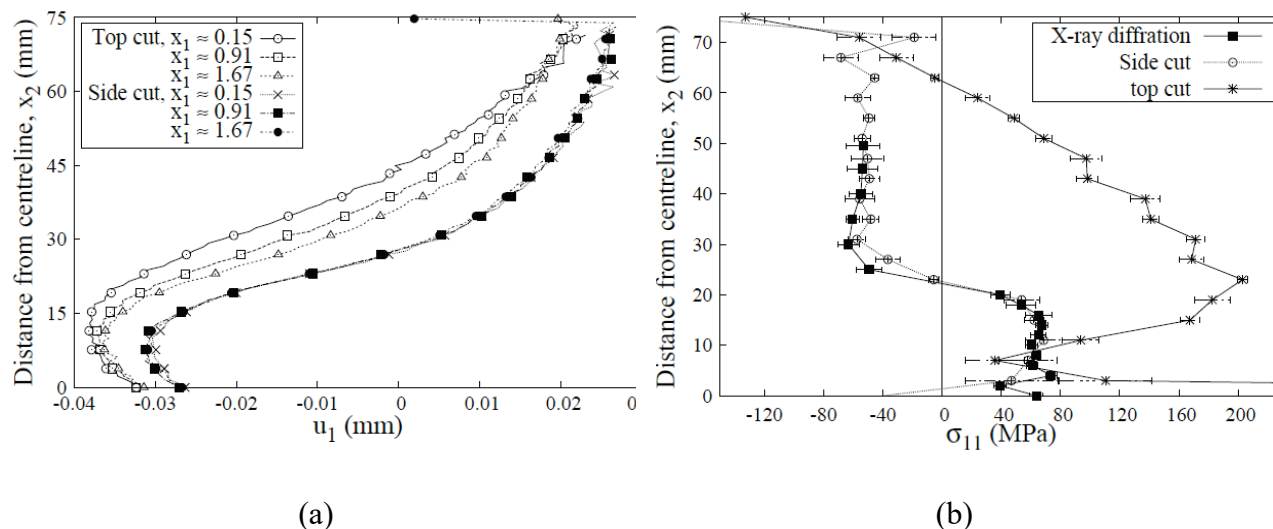 Distance from centreline, x2 (mm)
75
60
45
30
15
0
Top cut, x1 ≈ 0.15
x1 ≈ 0.91
x1 ≈ 1.67
Side cut, x1 ≈ 0.15
x1 ≈ 0.91
x1 ≈ 1.67
-0.04 -0.03 -0.02 -0.01 0 0.01 0.02 0
u1 (mm)
(a)
Distance from centreline, x2 (mm)
70
60
50
40
30
20
10
0
X-ray diffration
Side cut
top cut
-120 -80 -40 0 40 80 120 160 200
σ11 (MPa)
(b)